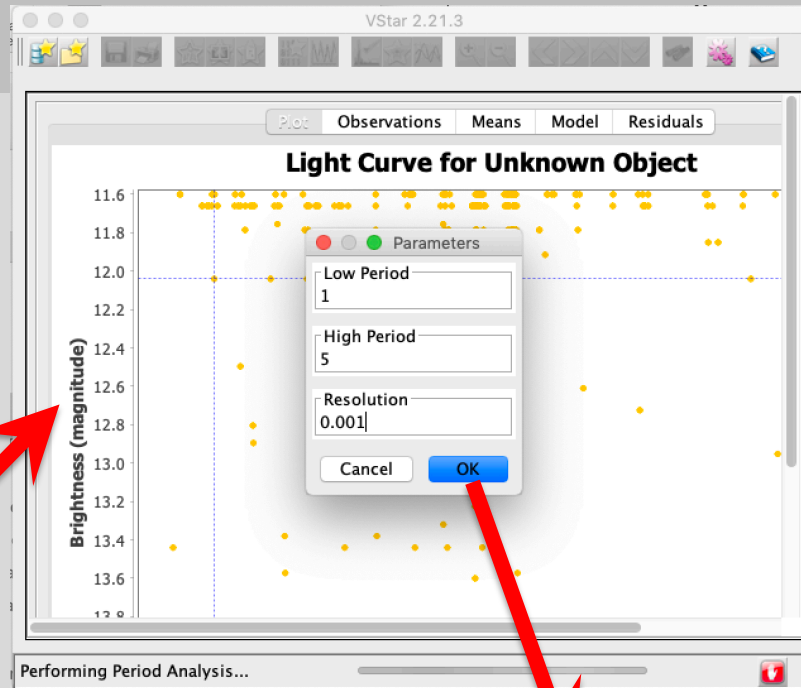 VStar 2.21.3
Plot Observations Means Model Residuals
Light Curve for Unknown Object
Brightness (magnitude)
11.6
11.8
12.0
12.2
12.4
12.6
12.8
13.0
13.2
13.4
13.6
13.8
Parameters
Low Period
1
High Period
5
Resolution
0.001
Cancel OK
Performing Period Analysis...